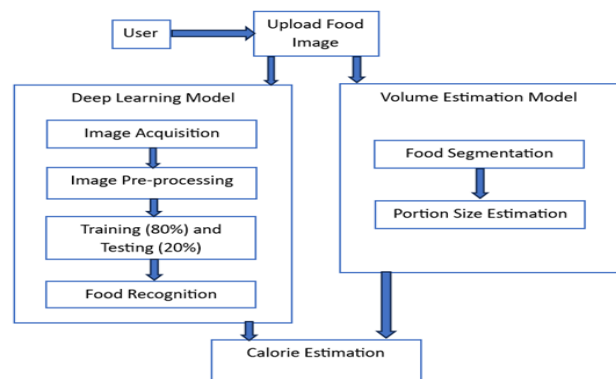 User
Upload Food
Image
Deep Learning Model
Image Acquisition
Image Pre-processing
Training (80%) and
Testing (20%)
Food Recognition
Volume Estimation Model
Food Segmentation
Portion Size Estimation
Calorie Estimation